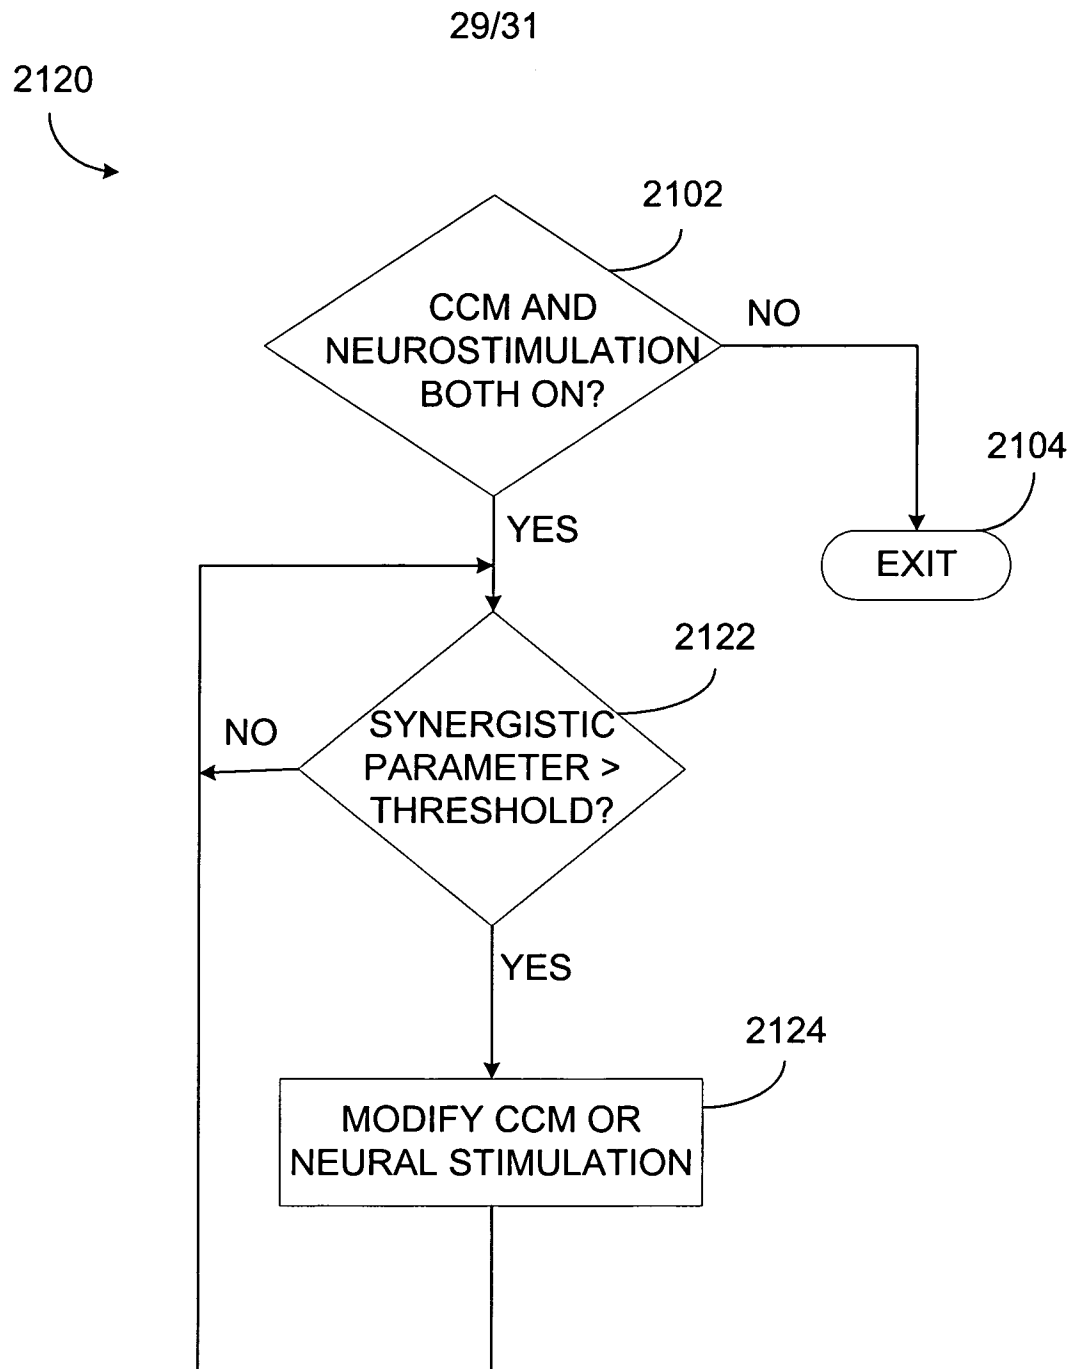 29/31
2120
2102
CCM AND
NEUROSTIMULATION
BOTH ON?
NO
2104
EXIT
YES
2122
SYNERGISTIC
PARAMETER >
THRESHOLD?
NO
YES
2124
MODIFY CCM OR
NEURAL STIMULATION